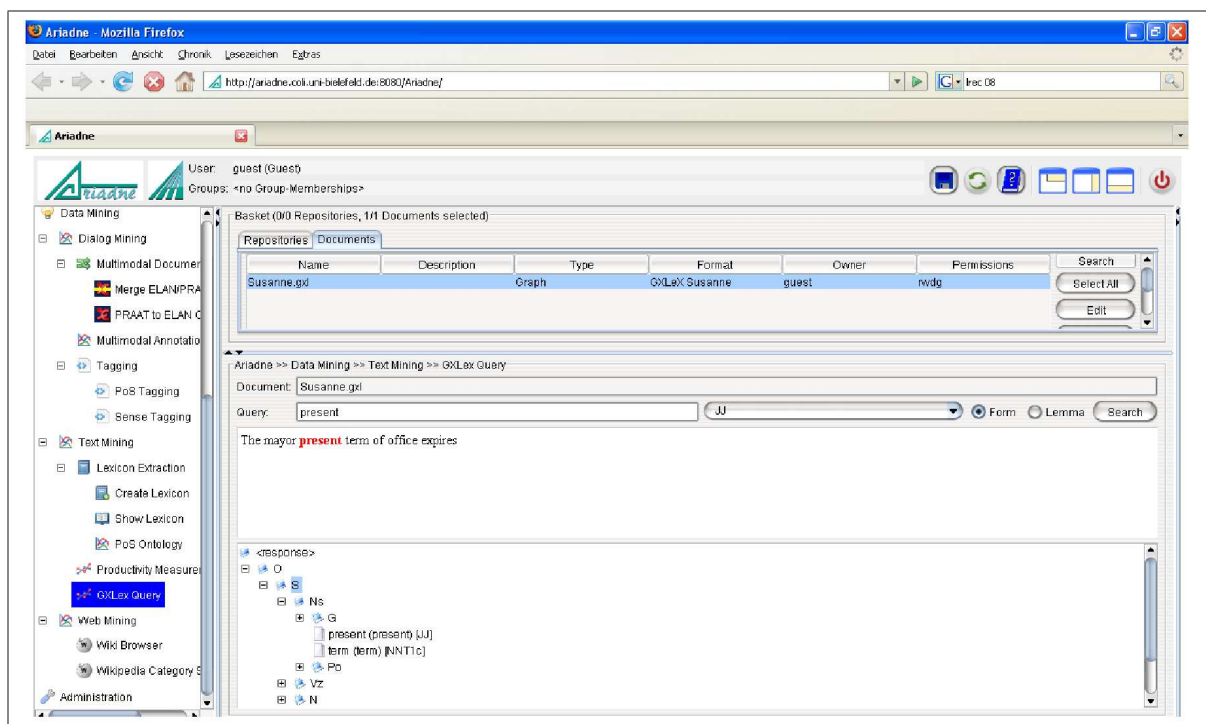 Ariadne - Mozilla Firefox
Datei Bearbeiten Ansicht Chronik Lesezeichen Extras
http://ariadne.coli.uni-bielefeld.de:8080/Ariadne/
G lrec 08
Ariadne
Ariadne
User: guest (Guest)
Groups: <no Group-Memberships>
Data Mining
Dialog Mining
Multimodal Documen
Merge ELAN/PRA
PRAAT to ELAN C
Multimodal Annotatio
Tagging
PoS Tagging
Sense Tagging
Text Mining
Lexicon Extraction
Create Lexicon
Show Lexicon
PoS Ontology
Productivity Measurer
GXLex Query
Web Mining
Wiki Browser
Wikipedia Category S
Administration
Basket (0/0 Repositories, 1/1 Documents selected)
Repositories Documents
Name Description Type Format Owner Permissions
Susanne.gxl Graph GXLeX Susanne guest rwdg
Search
Select All
Edit
Ariadne >> Data Mining >> Text Mining >> GXLex Query
Document: Susanne.gxl
Query: present JJ Form Lemma Search
The mayor present term of office expires
<response>
O
S
Ns
G
present (present) [JJ]
term (term) [NNT1c]
Po
Vz
N